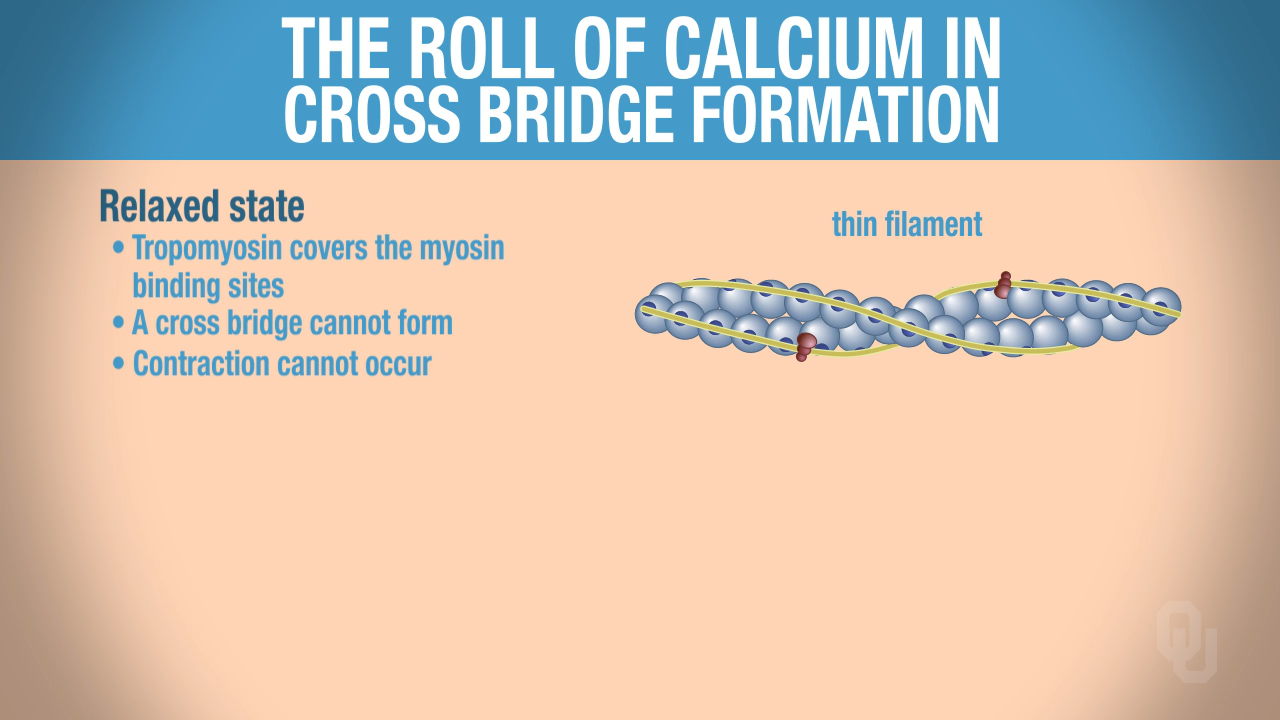 THE ROLL OF CALCIUM IN
CROSS BRIDGE FORMATION
Relaxed state
• Tropomyosin covers the myosin
binding sites
• A cross bridge cannot form
• Contraction cannot occur
thin filament
OU